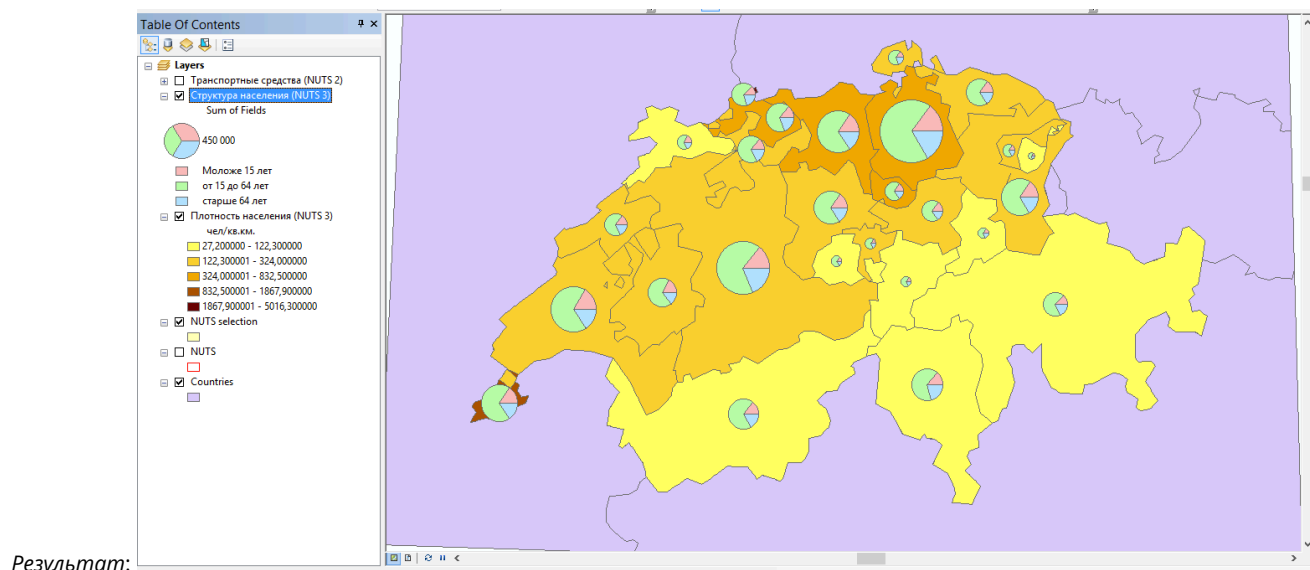 Table Of Contents
Layers
Транспортные средства (NUTS 2)
Структура населения (NUTS 3)
Sum of Fields
450 000
Моложе 15 лет
от 15 до 64 лет
старше 64 лет
Плотность населения (NUTS 3)
чел/кв.км.
27,200000 - 122,300000
122,300001 - 324,000000
324,000001 - 832,500000
832,500001 - 1867,900000
1867,900001 - 5016,300000
NUTS selection
NUTS
Countries
Результат: